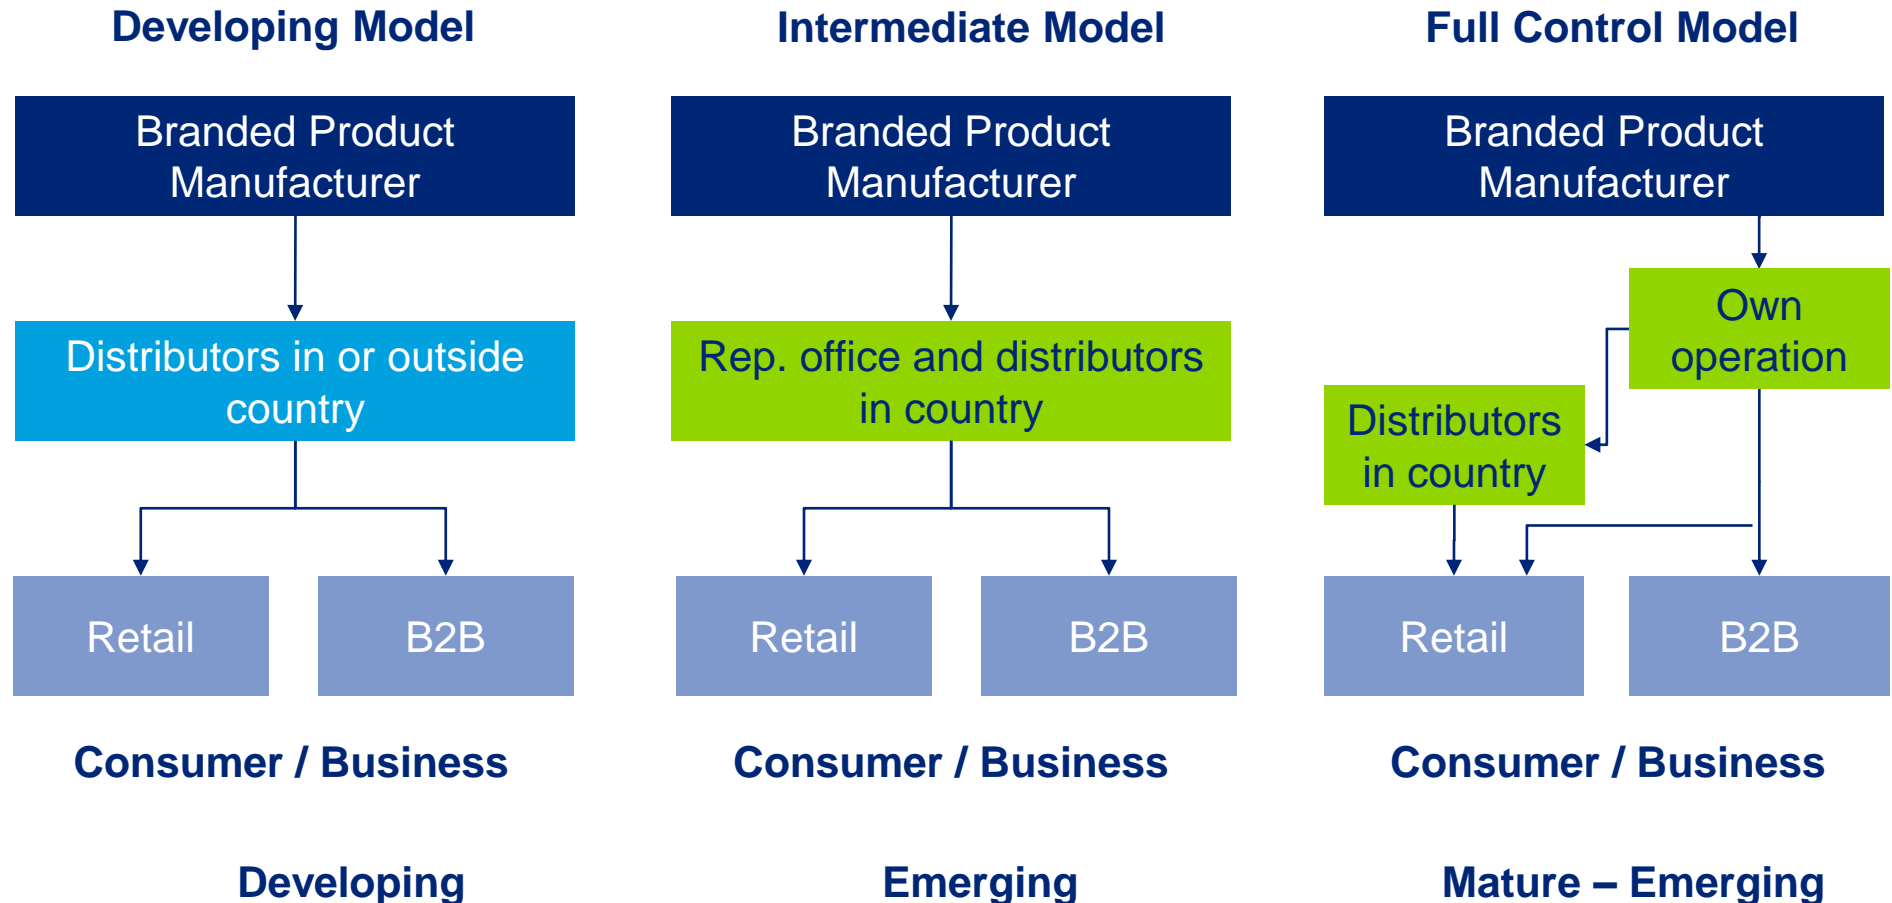 Developing Model
Branded Product
Manufacturer
Distributors in or outside
country
Retail
B2B
Consumer / Business
Developing
Intermediate Model
Branded Product
Manufacturer
Rep. office and distributors
in country
Retail
B2B
Consumer / Business
Emerging
Full Control Model
Branded Product
Manufacturer
Own
operation
Distributors
in country
Retail
B2B
Consumer / Business
Mature – Emerging